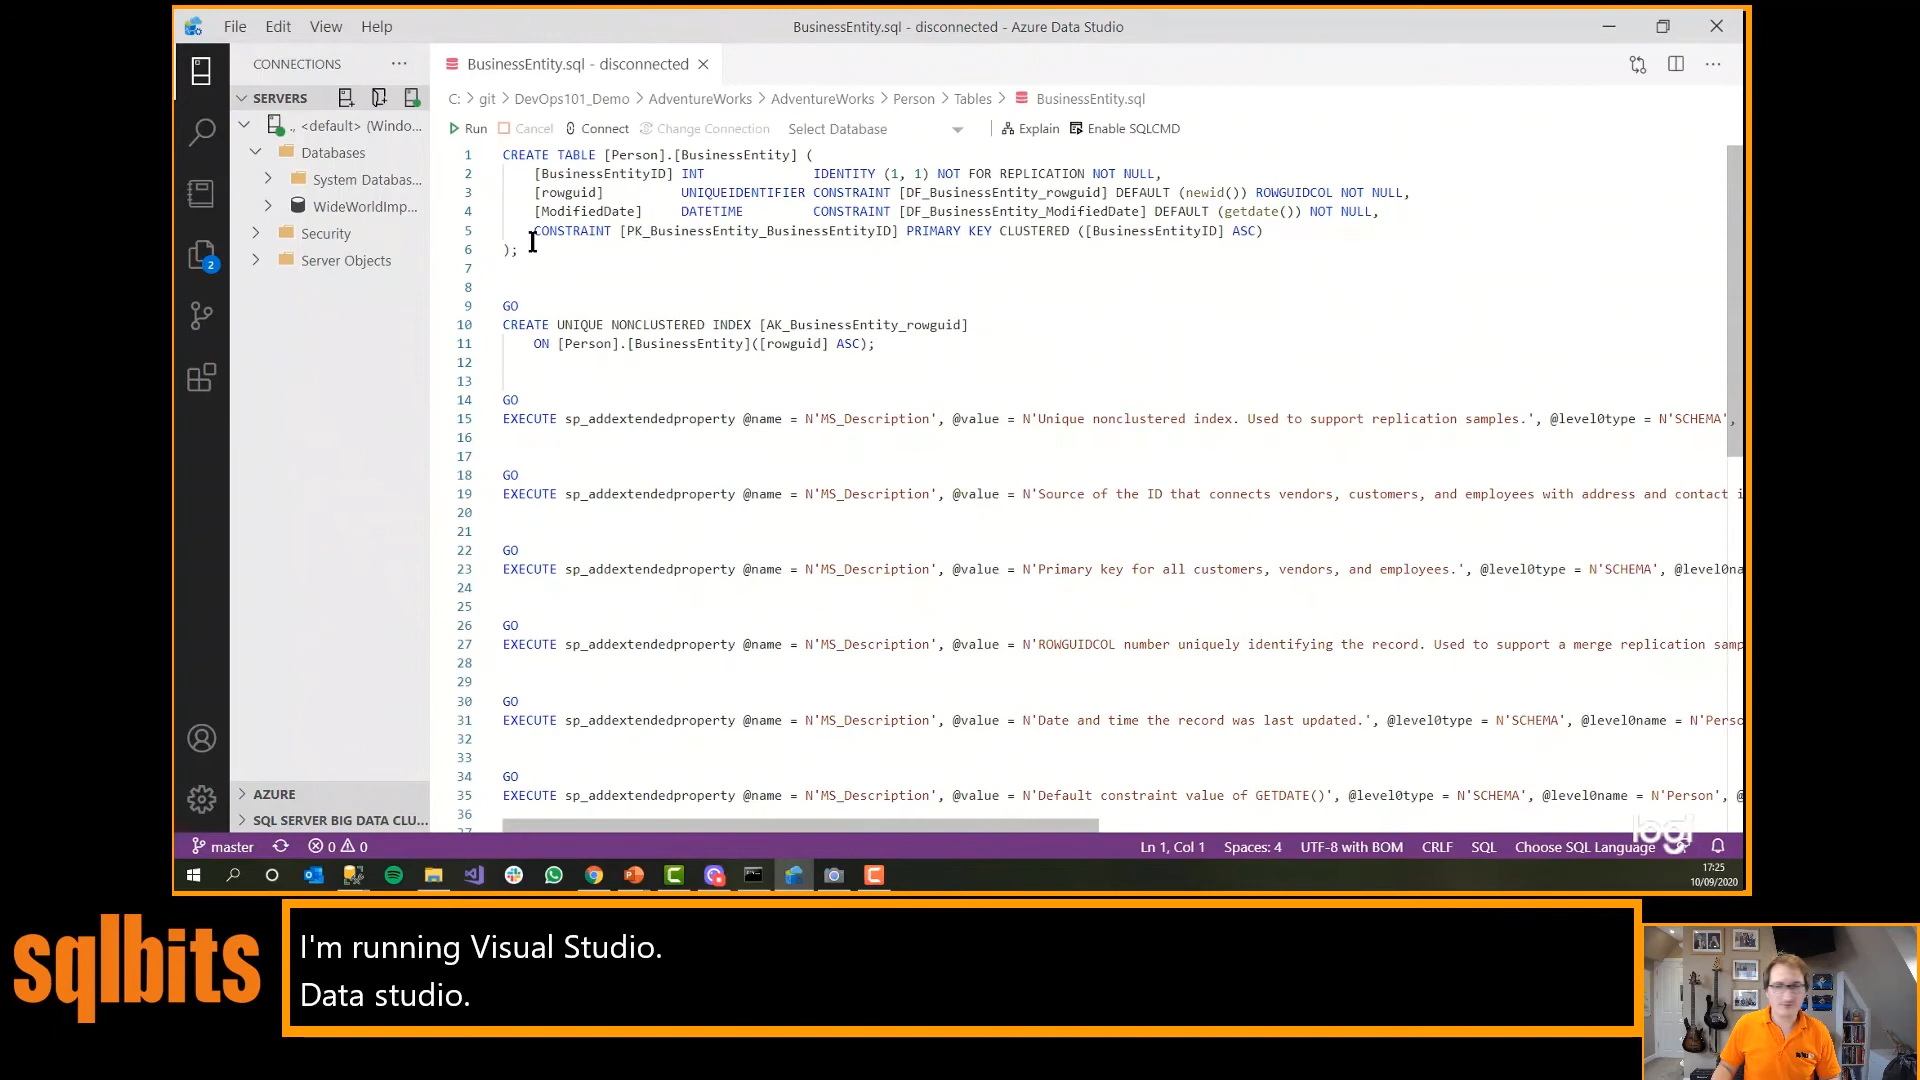 File Edit View Help
BusinessEntity.sql - disconnected - Azure Data Studio
CONNECTIONS
BusinessEntity.sql - disconnected
SERVERS
C: > git > DevOps101_Demo > AdventureWorks > AdventureWorks > Person > Tables > BusinessEntity.sql
., <default> (Windo...
Run Cancel Connect Change Connection Select Database Explain Enable SQLCMD
Databases
System Databas...
WideWorldImp...
Security
Server Objects
2
1 CREATE TABLE [Person].[BusinessEntity] (
2 [BusinessEntityID] INT IDENTITY (1, 1) NOT FOR REPLICATION NOT NULL,
3 [rowguid] UNIQUEIDENTIFIER CONSTRAINT [DF_BusinessEntity_rowguid] DEFAULT (newid()) ROWGUIDCOL NOT NULL,
4 [ModifiedDate] DATETIME CONSTRAINT [DF_BusinessEntity_ModifiedDate] DEFAULT (getdate()) NOT NULL,
5 CONSTRAINT [PK_BusinessEntity_BusinessEntityID] PRIMARY KEY CLUSTERED ([BusinessEntityID] ASC)
6 );
7
8
9 GO
10 CREATE UNIQUE NONCLUSTERED INDEX [AK_BusinessEntity_rowguid]
11 ON [Person].[BusinessEntity]([rowguid] ASC);
12
13
14 GO
15 EXECUTE sp_addextendedproperty @name = N'MS_Description', @value = N'Unique nonclustered index. Used to support replication samples.', @level0type = N'SCHEMA',
16
17
18 GO
19 EXECUTE sp_addextendedproperty @name = N'MS_Description', @value = N'Source of the ID that connects vendors, customers, and employees with address and contact i
20
21
22 GO
23 EXECUTE sp_addextendedproperty @name = N'MS_Description', @value = N'Primary key for all customers, vendors, and employees.', @level0type = N'SCHEMA', @level0na
24
25
26 GO
27 EXECUTE sp_addextendedproperty @name = N'MS_Description', @value = N'ROWGUIDCOL number uniquely identifying the record. Used to support a merge replication samp
28
29
30 GO
31 EXECUTE sp_addextendedproperty @name = N'MS_Description', @value = N'Date and time the record was last updated.', @level0type = N'SCHEMA', @level0name = N'Perso
32
33
34 GO
35 EXECUTE sp_addextendedproperty @name = N'MS_Description', @value = N'Default constraint value of GETDATE()', @level0type = N'SCHEMA', @level0name = N'Person', @
36
37
AZURE
SQL SERVER BIG DATA CLU...
logi
master 0 0 Ln 1, Col 1 Spaces: 4 UTF-8 with BOM CRLF SQL Choose SQL Language
17:25
10/09/2020
sqlbits
I'm running Visual Studio.
Data studio.